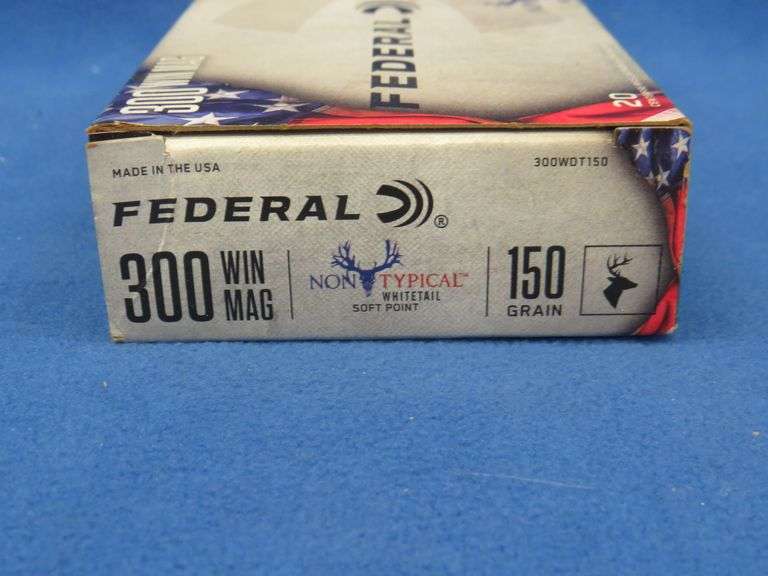 300 WIN MAG
FEDERAL
20
MADE IN THE USA
300WDT150
FEDERAL ®
300 WIN MAG
NON TYPICAL™
WHITETAIL
SOFT POINT
150
GRAIN